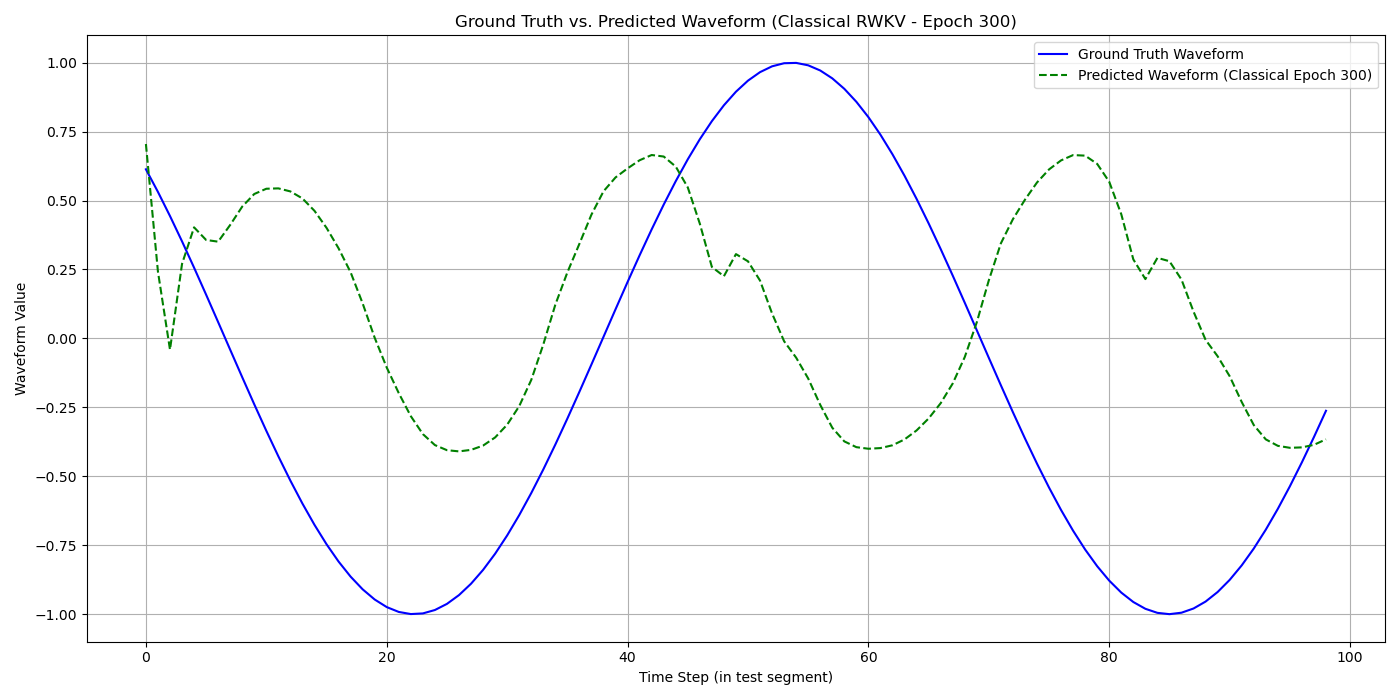 Ground Truth vs. Predicted Waveform (Classical RWKV - Epoch 300)
Ground Truth Waveform
Predicted Waveform (Classical Epoch 300)
Waveform Value
1.00
0.75
0.50
0.25
0.00
−0.25
−0.50
−0.75
−1.00
0 20 40 60 80 100
Time Step (in test segment)